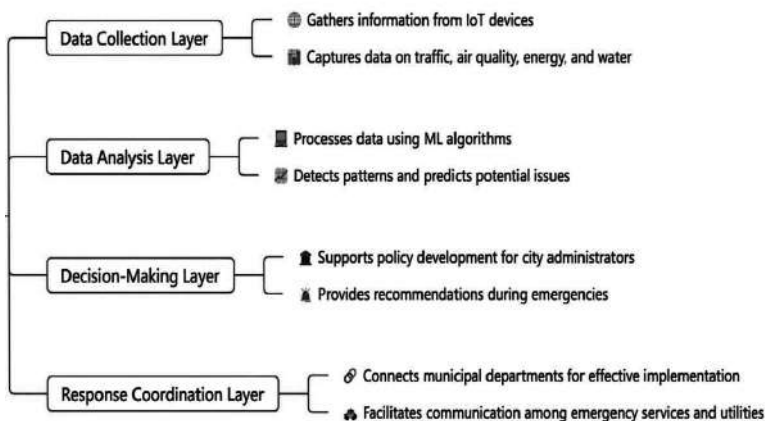 Data Collection Layer
Gathers information from IoT devices
Captures data on traffic, air quality, energy, and water
Data Analysis Layer
Processes data using ML algorithms
Detects patterns and predicts potential issues
Decision-Making Layer
Supports policy development for city administrators
Provides recommendations during emergencies
Response Coordination Layer
Connects municipal departments for effective implementation
Facilitates communication among emergency services and utilities